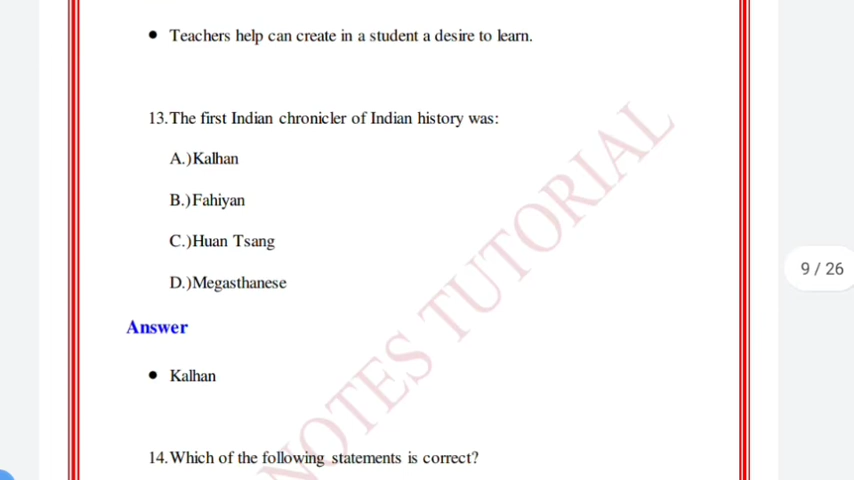 • Teachers help can create in a student a desire to learn.
13.The first Indian chronicler of Indian history was:
A.)Kalhan
B.)Fahiyan
C.)Huan Tsang
D.)Megasthanese
Answer
• Kalhan
14.Which of the following statements is correct?
NOTES TUTORIAL
9 / 26